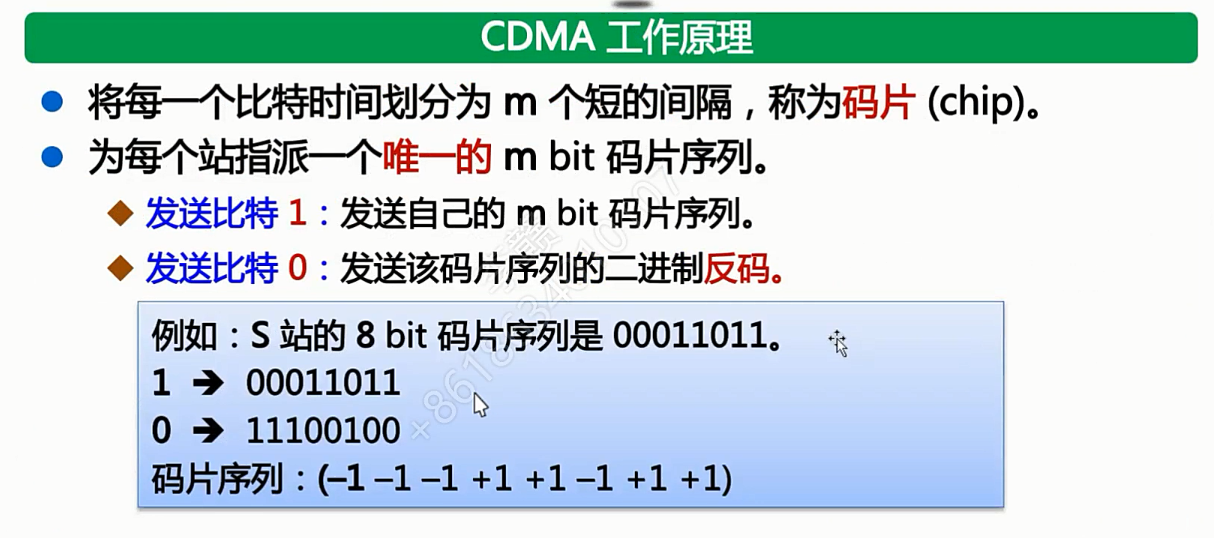 CDMA 工作原理
将每一个比特时间划分为 m 个短的间隔，称为码片 (chip)。
为每个站指派一个唯一的 m bit 码片序列。
发送比特 1：发送自己的 m bit 码片序列。
发送比特 0：发送该码片序列的二进制反码。
例如：S 站的 8 bit 码片序列是 00011011。
1 ➔ 00011011
0 ➔ 11100100
码片序列：(–1 –1 –1 +1 +1 –1 +1 +1)